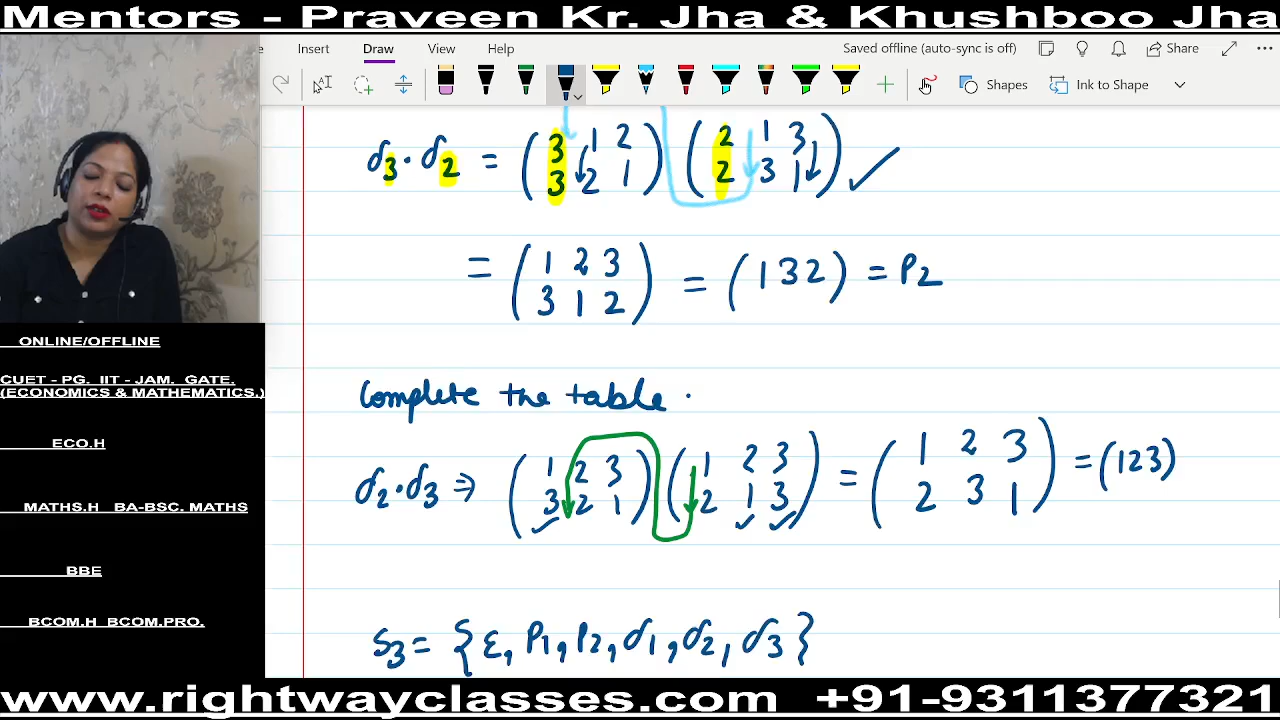 Mentors - Praveen Kr. Jha & Khushboo Jha
Insert Draw View Help Saved offline (auto-sync is off) Share
Shapes Ink to Shape
σ3 · σ2 = (3 1 2 / 3 2 1) (2 1 3 / 2 3 1) ✓
= (1 2 3 / 3 1 2) = (1 3 2) = P2
Complete the table .
σ2 · σ3 ⇒ (1 2 3 / 3 2 1) (1 2 3 / 2 1 3) = (1 2 3 / 2 3 1) = (1 2 3)
S3 = {ε, P1, P2, σ1, σ2, σ3}
ONLINE/OFFLINE
CUET - PG. IIT - JAM. GATE.
(ECONOMICS & MATHEMATICS.)
ECO.H
MATHS.H BA-BSC. MATHS
BBE
BCOM.H BCOM.PRO.
www.rightwayclasses.com +91-9311377321